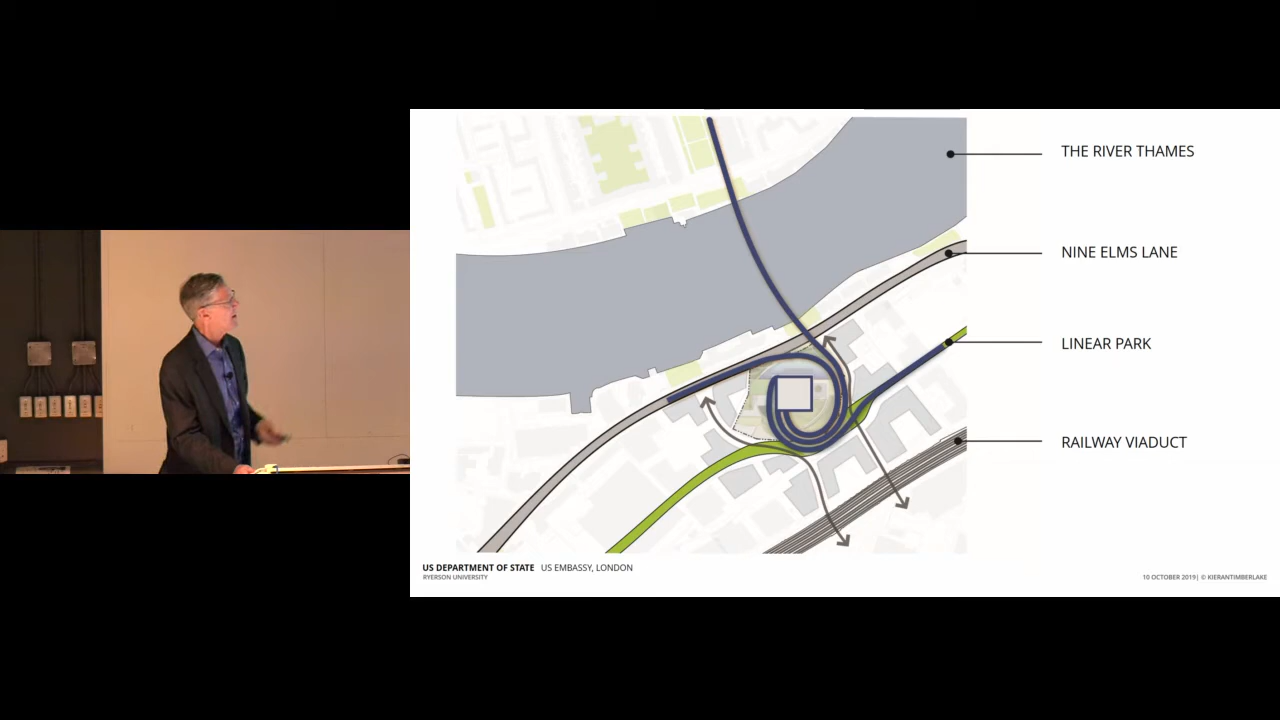 THE RIVER THAMES
NINE ELMS LANE
LINEAR PARK
RAILWAY VIADUCT
US DEPARTMENT OF STATE US EMBASSY, LONDON
RYERSON UNIVERSITY
10 OCTOBER 2019| © KIERANTIMBERLAKE